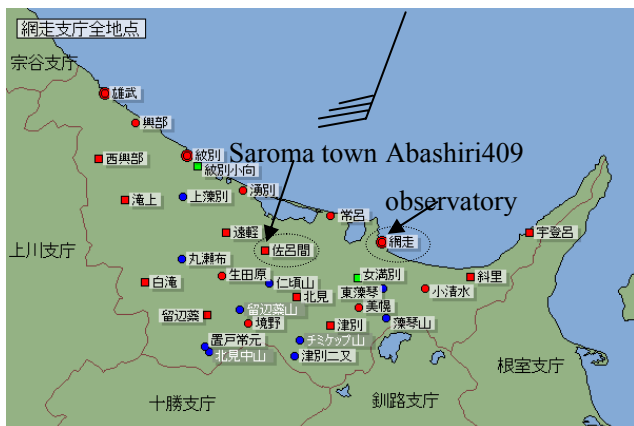 網走支庁全地点
宗谷支庁
雄武
興部
紋別
Saroma town Abashiri409
西興部
紋別小向
observatory
滝上
上藻別
湧別
常呂
宇登呂
遠軽
網走
上川支庁
佐呂間
丸瀬布
生田原
仁頃山
女満別
斜里
白滝
北見
東藻琴
小清水
留辺蘂山
美幌
留辺蘂
境野
津別
藻琴山
置戸常元
チミケップ山
北見中山
津別二又
根室支庁
十勝支庁
釧路支庁